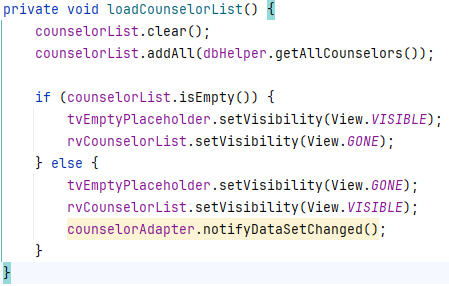 private void loadCounselorList() {
    counselorList.clear();
    counselorList.addAll(dbHelper.getAllCounselors());

    if (counselorList.isEmpty()) {
        tvEmptyPlaceholder.setVisibility(View.VISIBLE);
        rvCounselorList.setVisibility(View.GONE);
    } else {
        tvEmptyPlaceholder.setVisibility(View.GONE);
        rvCounselorList.setVisibility(View.VISIBLE);
        counselorAdapter.notifyDataSetChanged();
    }
}